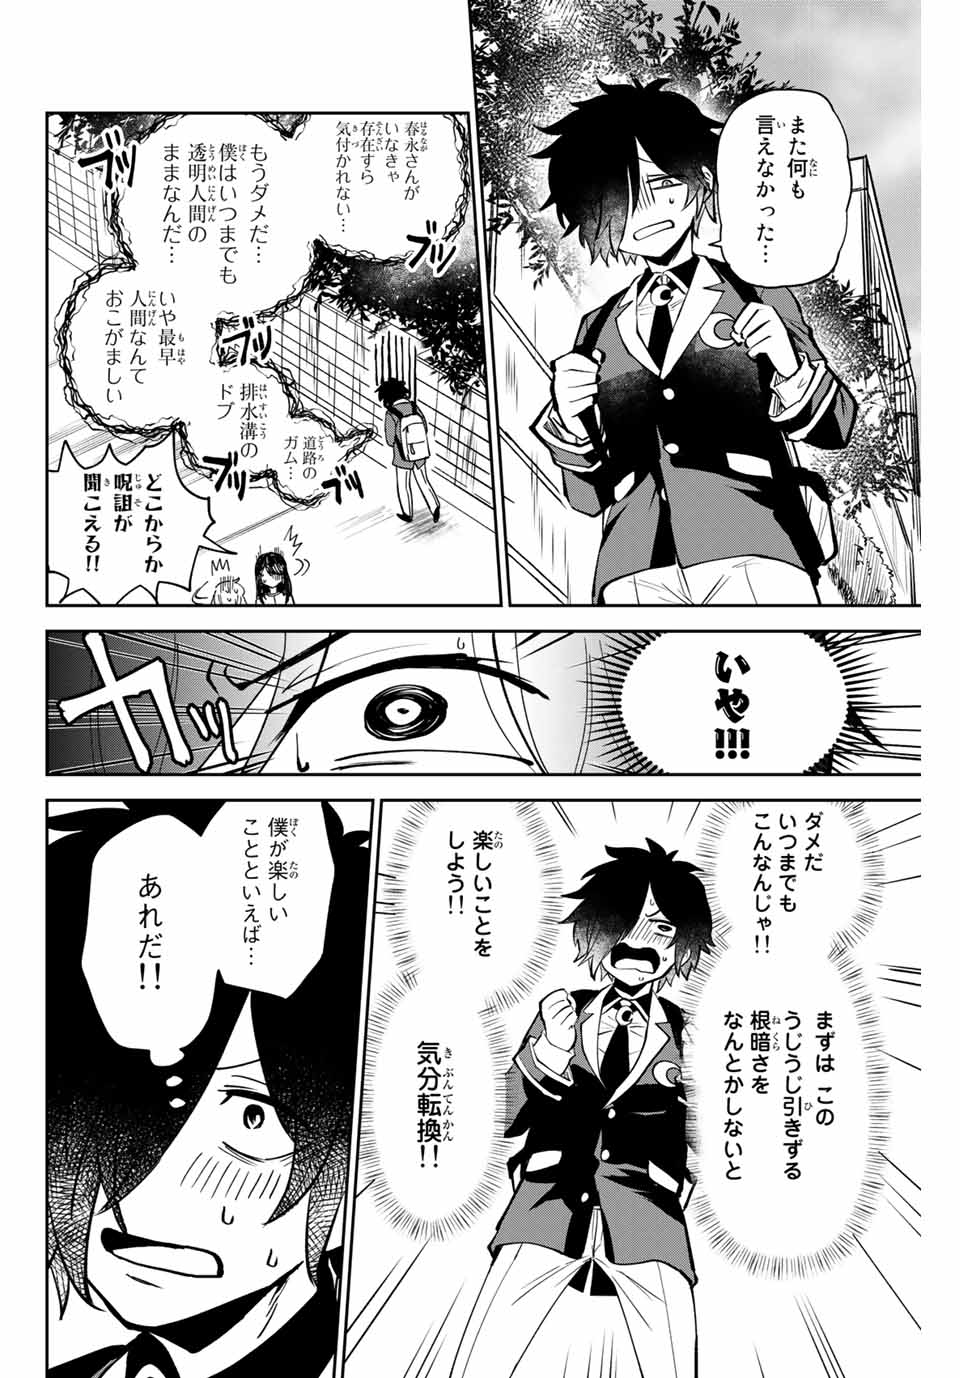 また何も
言えなかった…
春永さんが
いなきゃ
存在すら
気付かれない…
ブツ
ブツ
もうダメだ…
僕はいつまでも
透明人間の
ままなんだ…
いや最早
人間なんて
おこがましい
ブツ
道路の
ガム…
排水溝の
ドブ
ブツ
どこからか
呪詛が
聞こえる!!
いや!!!
カッ
ダメだ
いつまでも
こんなんじゃ!!
まずは この
うじうじ引きずる
根暗さを
なんとかしないと
楽しいことを
しよう!!
気分転換!!
僕が楽しい
ことといえば…
あれだ!!